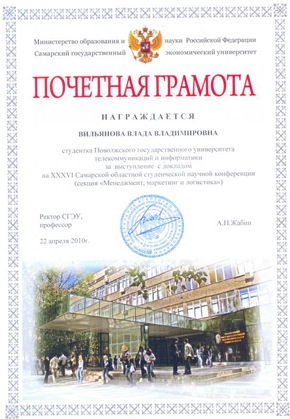 Министерство образования и науки Российской Федерации
Самарский государственный экономический университет
ПОЧЕТНАЯ ГРАМОТА
НАГРАЖДАЕТСЯ
ВИЛЬЯНОВА ВЛАДА ВЛАДИМИРОВНА
студентка Поволжского государственного университета
телекоммуникаций и информатики
за выступление с докладом
на XXXVI Самарской областной студенческой научной конференции
(секция «Менеджмент, маркетинг и логистика»)
Ректор СГЭУ,
профессор
А.П.Жабин
22 апреля 2010г.